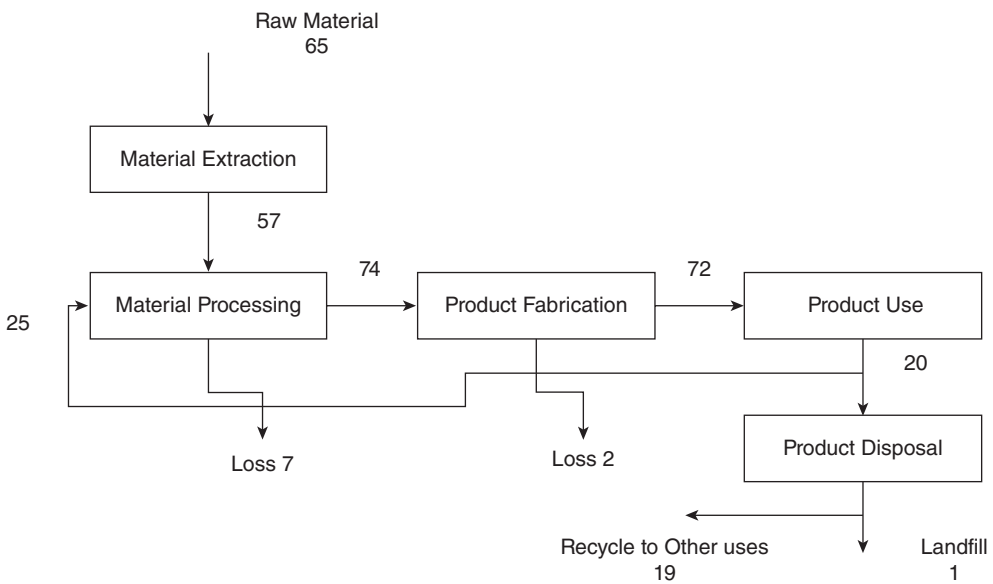 Raw Material
65
Material Extraction
57
74
72
Material Processing
Product Fabrication
Product Use
25
20
Product Disposal
Loss 7
Loss 2
Recycle to Other uses
19
Landfill
1